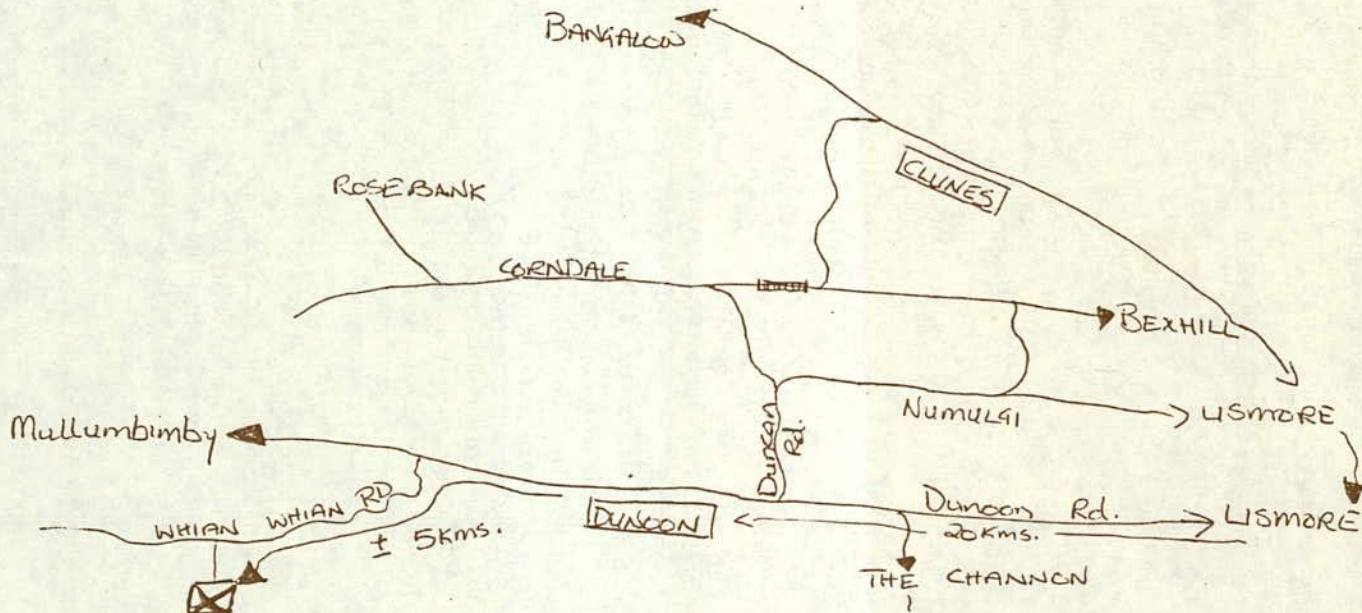 BANGALOW
CLUNES
ROSEBANK
CORNDALE
BEXHILL
NUMULGI
LISMORE
Mullumbimby
Duncan
Rd.
WHIAN WHIAN RD
± 5kms.
DUNOON
Dunoon Rd.
LISMORE
20kms.
THE CHANNON